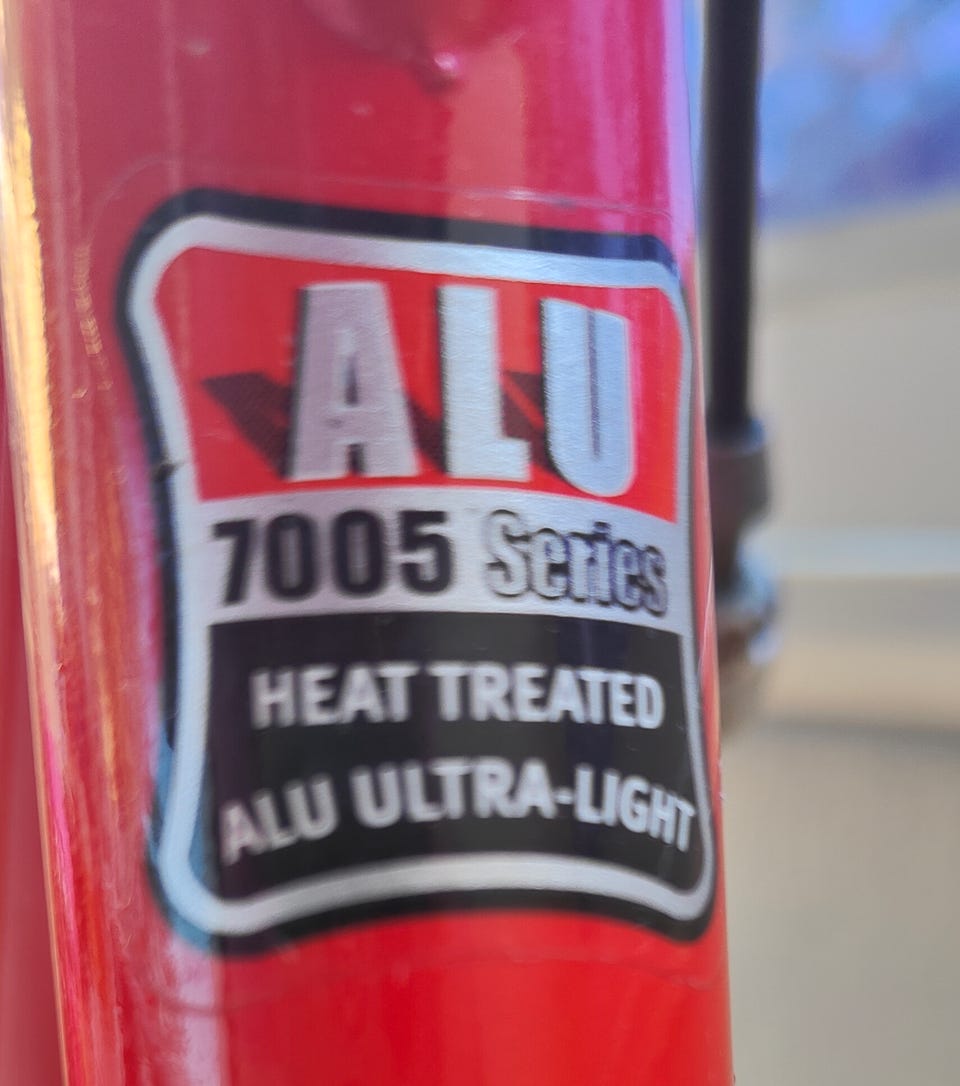 ALU
7005 Series
HEAT TREATED
ALU ULTRA-LIGHT